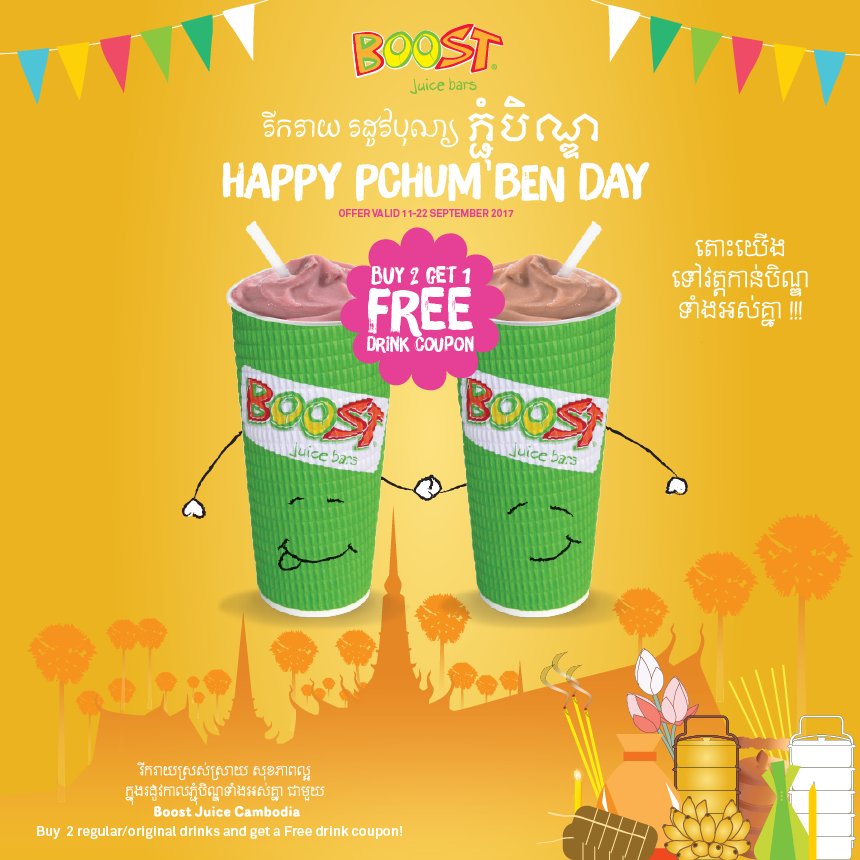 BOOST
juice bars
រីករាយ រដូវបុណ្យ ភ្ជុំបិណ្ឌ
HAPPY PCHUM BEN DAY
OFFER VALID 11-22 SEPTEMBER 2017
BUY 2 GET 1
FREE
DRINK COUPON
តោះយើង
ទៅវត្តកាន់បិណ្ឌ
ទាំងអស់គ្នា !!!
BOOST
juice bars
BOOST
juice bars
រីករាយស្រស់ស្រាយ សុខភាពល្អ
ក្នុងរដូវកាលភ្ជុំបិណ្ឌទាំងអស់គ្នា ជាមួយ
Boost Juice Cambodia
Buy 2 regular/original drinks and get a Free drink coupon!